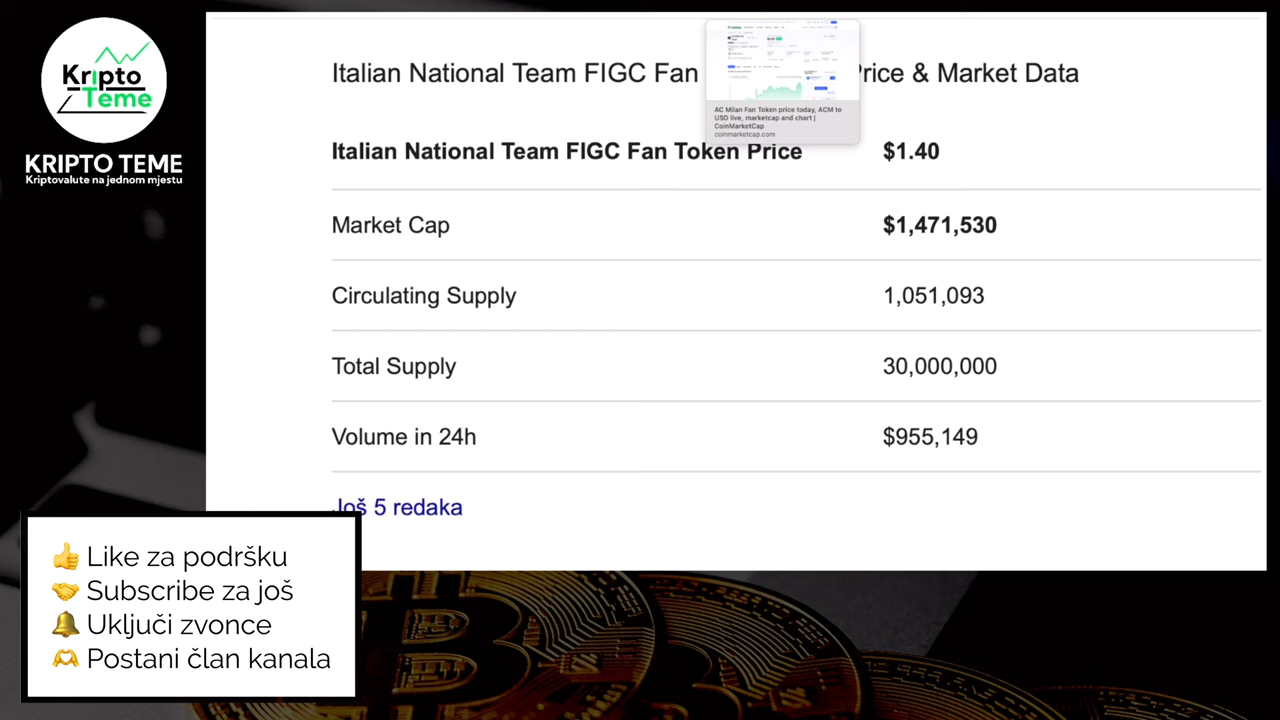 Kripto
Teme
KRIPTO TEME
Kriptovalute na jednom mjestu
Italian National Team FIGC Fan rice & Market Data
AC Milan Fan Token price today, ACM to
USD live, marketcap and chart |
CoinMarketCap
coinmarketcap.com
Italian National Team FIGC Fan Token Price $1.40
Market Cap $1,471,530
Circulating Supply 1,051,093
Total Supply 30,000,000
Volume in 24h $955,149
Još 5 redaka
👍 Like za podršku
🤝 Subscribe za još
🔔 Uključi zvonce
🫶 Postani član kanala